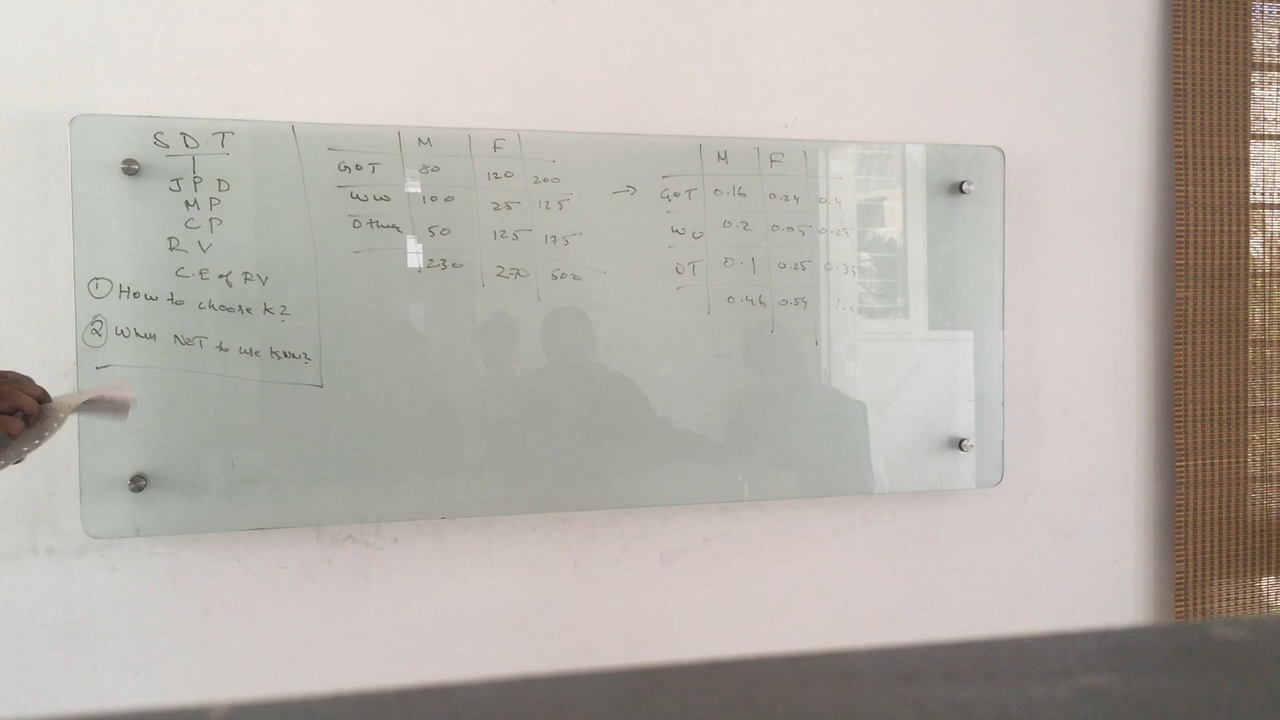 S D T
J P D
M P
C P
R V
C.E of RV
① How to choose K?
② When NOT to use KNN?
M F
GOT 80 120 200
WW 100 25 125
Other 50 125 175
230 270 500
→
M F
GOT 0.16 0.24 0.4
WW 0.2 0.05 0.25
OT 0.1 0.25 0.35
0.46 0.54